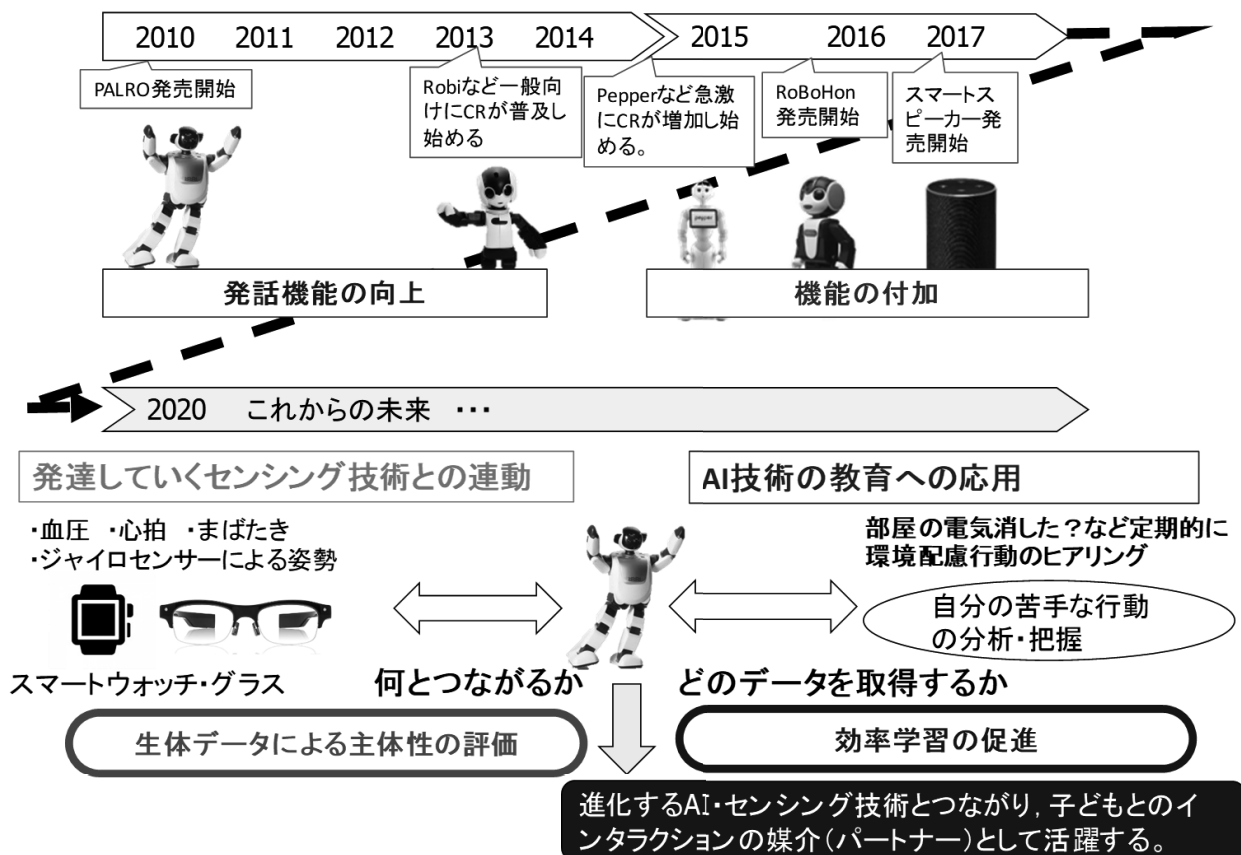 2010 2011 2012 2013 2014 2015 2016 2017
PALRO発売開始
Robiなど一般向
けにCRが普及し
始める
Pepperなど急激
にCRが増加し始
める。
RoBoHon
発売開始
スマートス
ピーカー発
売開始
pepper
発話機能の向上
機能の付加
2020 これからの未来 ・・・
発達していくセンシング技術との連動
・血圧 ・心拍 ・まばたき
・ジャイロセンサーによる姿勢
スマートウォッチ・グラス
AI技術の教育への応用
部屋の電気消した？など定期的に
環境配慮行動のヒアリング
自分の苦手な行動
の分析・把握
何とつながるか
どのデータを取得するか
生体データによる主体性の評価
効率学習の促進
進化するAI・センシング技術とつながり，子どもとのイ
ンタラクションの媒介（パートナー）として活躍する。